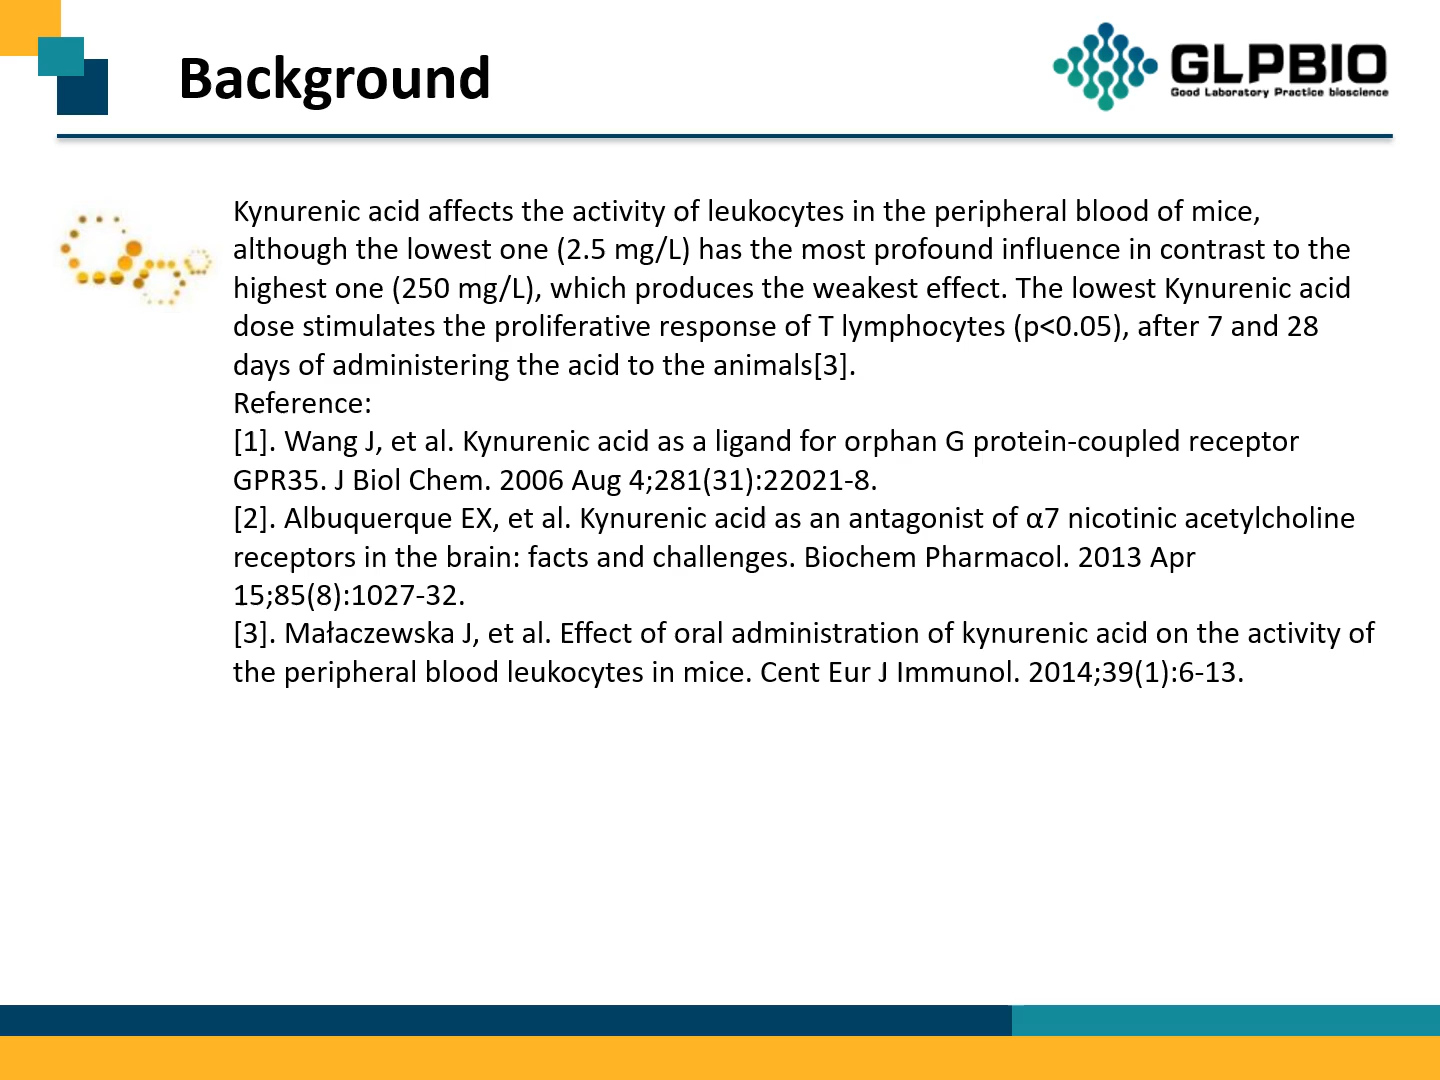 Background
GLPBIO
Good Laboratory Practice bioscience
Kynurenic acid affects the activity of leukocytes in the peripheral blood of mice,
although the lowest one (2.5 mg/L) has the most profound influence in contrast to the
highest one (250 mg/L), which produces the weakest effect. The lowest Kynurenic acid
dose stimulates the proliferative response of T lymphocytes (p<0.05), after 7 and 28
days of administering the acid to the animals[3].
Reference:
[1]. Wang J, et al. Kynurenic acid as a ligand for orphan G protein-coupled receptor
GPR35. J Biol Chem. 2006 Aug 4;281(31):22021-8.
[2]. Albuquerque EX, et al. Kynurenic acid as an antagonist of α7 nicotinic acetylcholine
receptors in the brain: facts and challenges. Biochem Pharmacol. 2013 Apr
15;85(8):1027-32.
[3]. Małaczewska J, et al. Effect of oral administration of kynurenic acid on the activity of
the peripheral blood leukocytes in mice. Cent Eur J Immunol. 2014;39(1):6-13.